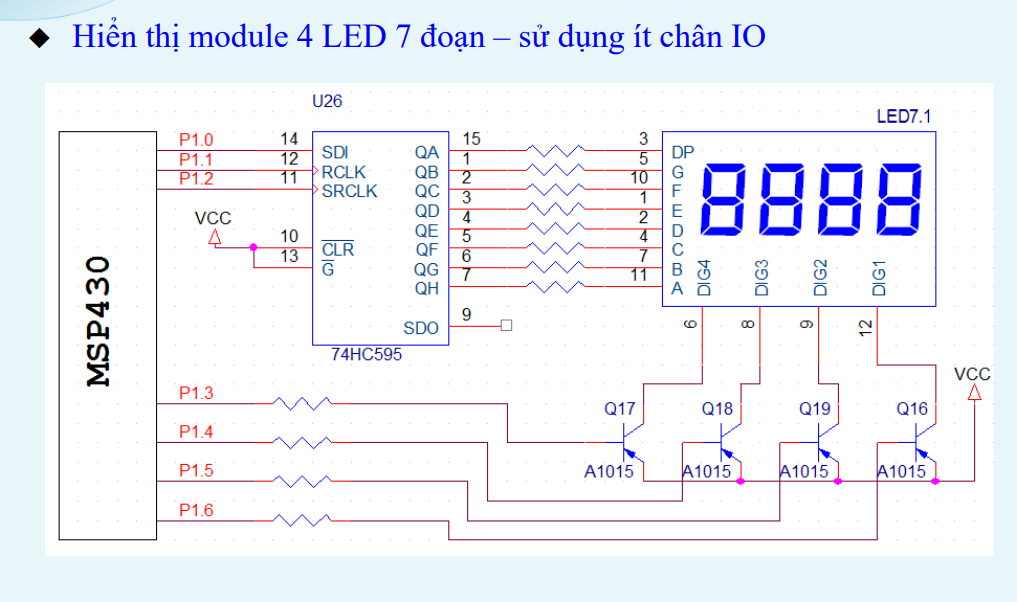 ◆ Hiển thị module 4 LED 7 đoạn – sử dụng ít chân IO
U26
LED7.1
MSP430
P1.0
P1.1
P1.2
14
12
11
SDI
RCLK
SRCLK
VCC
10
13
CLR
G
QA
QB
QC
QD
QE
QF
QG
QH
SDO
15
1
2
3
4
5
6
7
9
74HC595
3
5
10
1
2
4
7
11
DP
G
F
E
D
C
B
A
8888
DIG4
DIG3
DIG2
DIG1
6
8
9
12
VCC
P1.3
P1.4
P1.5
P1.6
Q17
Q18
Q19
Q16
A1015
A1015
A1015
A1015